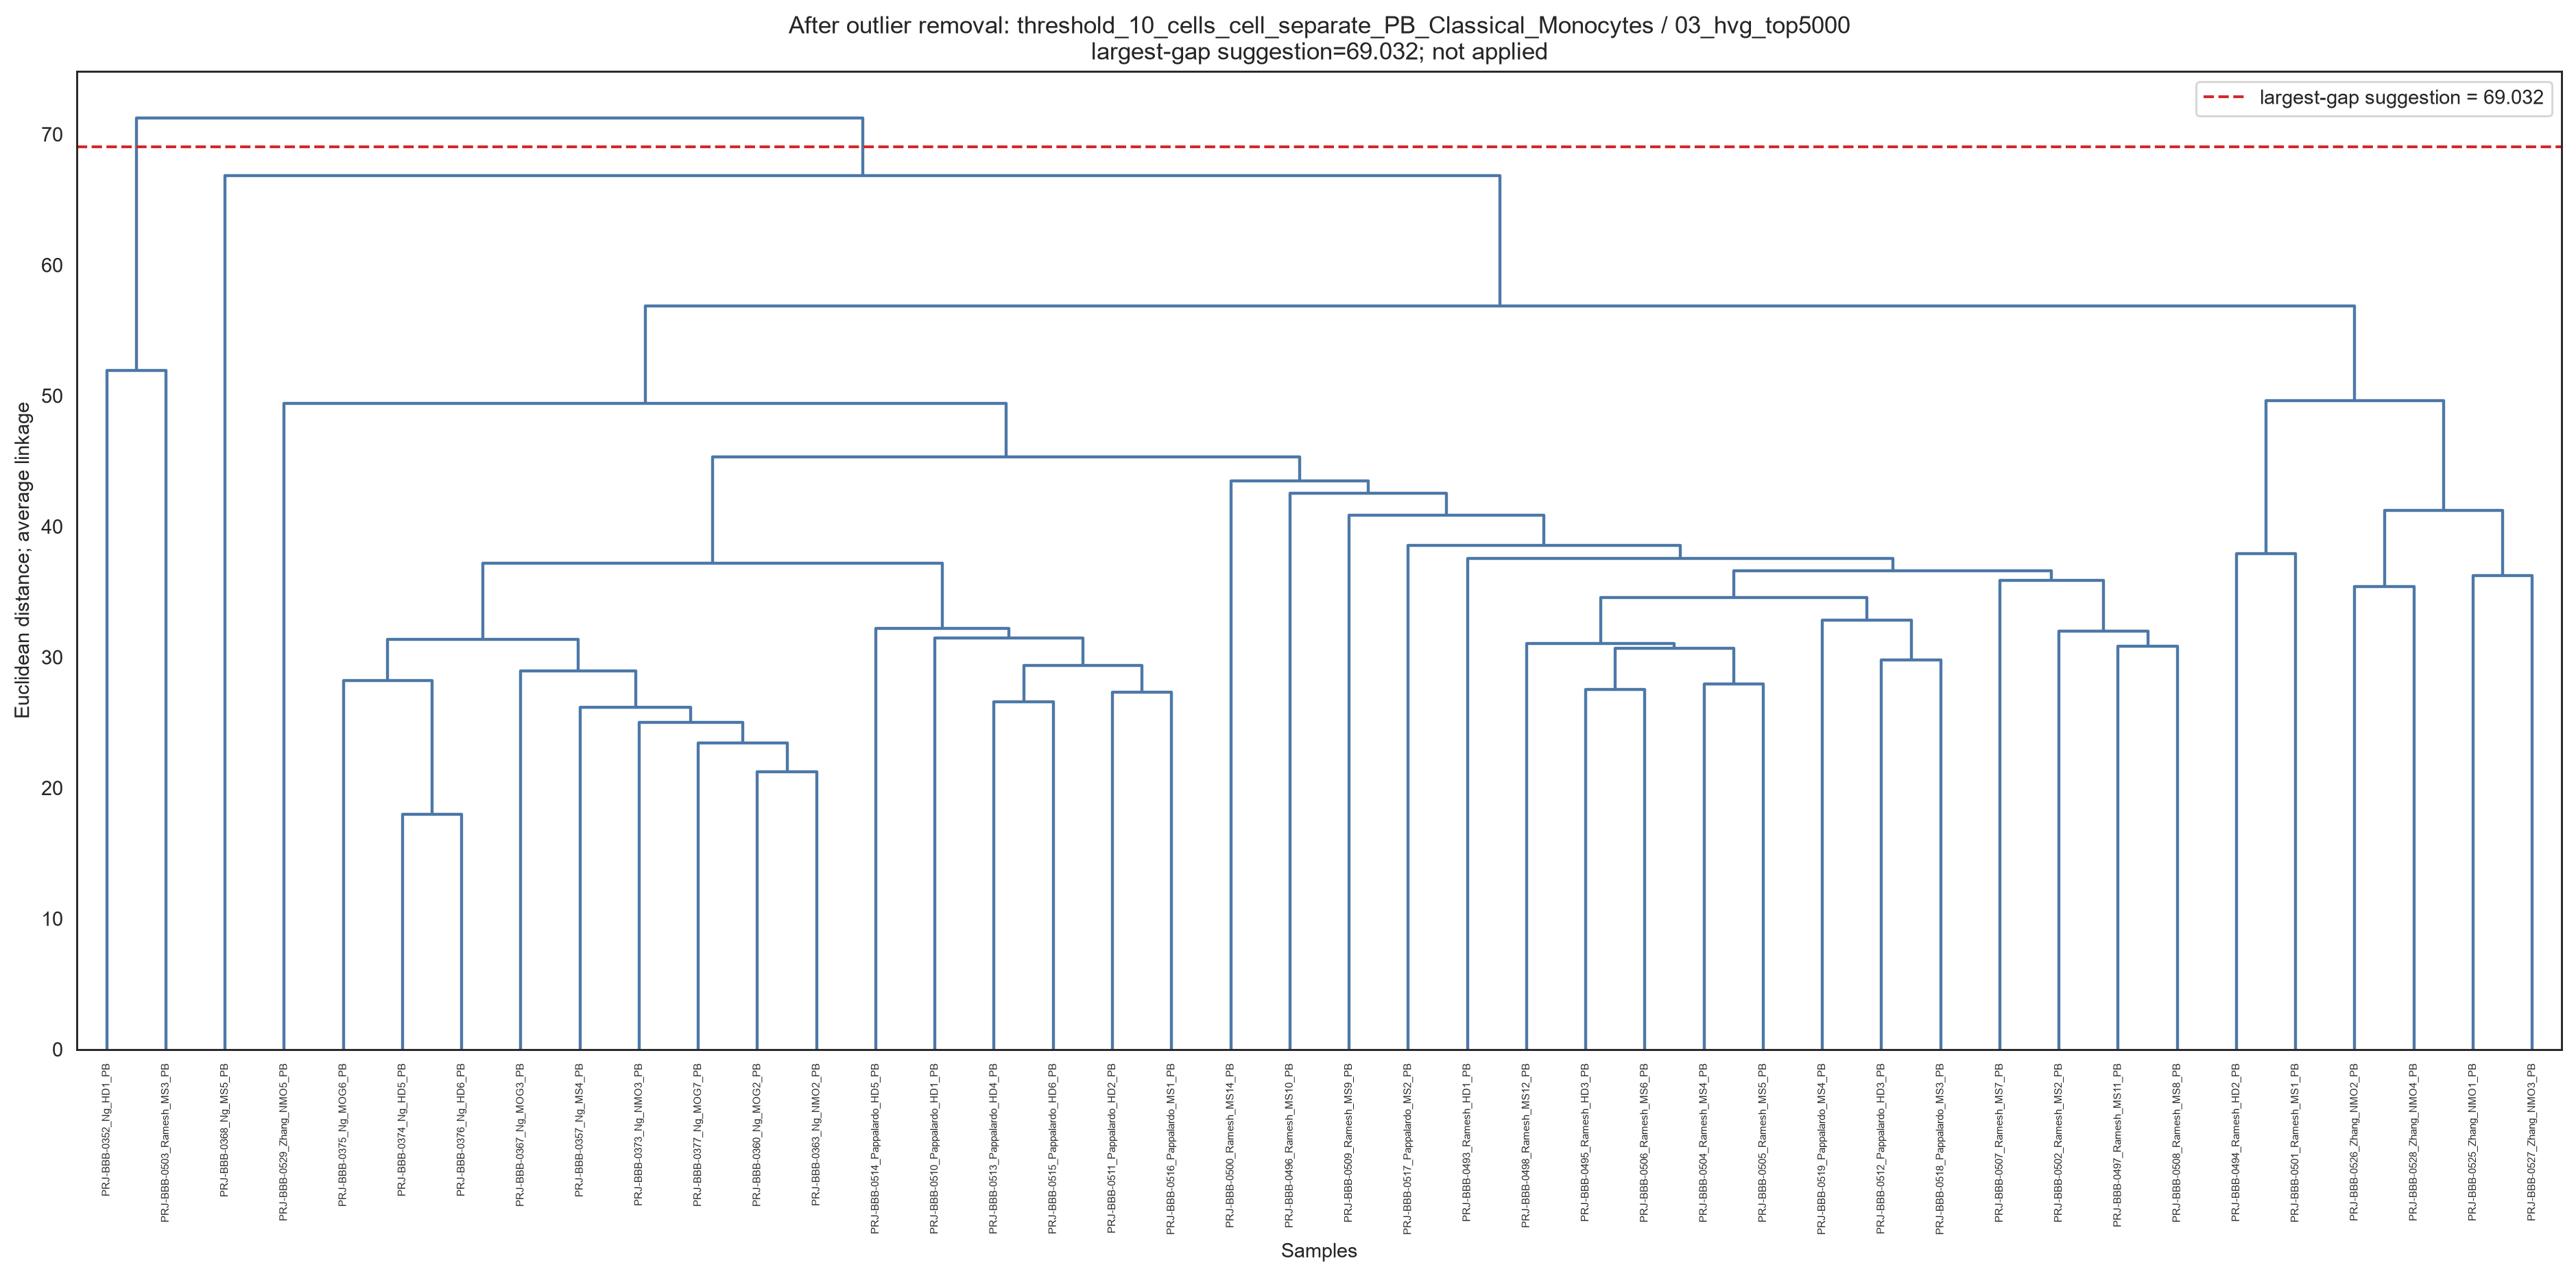 After outlier removal: threshold_10_cells_cell_separate_PB_Classical_Monocytes / 03_hvg_top5000
largest-gap suggestion=69.032; not applied
largest-gap suggestion = 69.032
Euclidean distance; average linkage
70
60
50
40
30
20
10
0
PRJ-BBB-0352_Ng_HD1_PB
PRJ-BBB-0503_Ramesh_MS3_PB
PRJ-BBB-0368_Ng_MS5_PB
PRJ-BBB-0529_Zhang_NMO5_PB
PRJ-BBB-0375_Ng_MOG6_PB
PRJ-BBB-0374_Ng_HD5_PB
PRJ-BBB-0376_Ng_HD6_PB
PRJ-BBB-0367_Ng_MOG3_PB
PRJ-BBB-0357_Ng_MS4_PB
PRJ-BBB-0373_Ng_NMO3_PB
PRJ-BBB-0377_Ng_MOG7_PB
PRJ-BBB-0360_Ng_MOG2_PB
PRJ-BBB-0363_Ng_NMO2_PB
PRJ-BBB-0514_Pappalardo_HD5_PB
PRJ-BBB-0510_Pappalardo_HD1_PB
PRJ-BBB-0513_Pappalardo_HD4_PB
PRJ-BBB-0515_Pappalardo_HD6_PB
PRJ-BBB-0511_Pappalardo_HD2_PB
PRJ-BBB-0516_Pappalardo_MS1_PB
PRJ-BBB-0500_Ramesh_MS14_PB
PRJ-BBB-0496_Ramesh_MS10_PB
PRJ-BBB-0509_Ramesh_MS9_PB
PRJ-BBB-0517_Pappalardo_MS2_PB
PRJ-BBB-0493_Ramesh_HD1_PB
PRJ-BBB-0498_Ramesh_MS12_PB
PRJ-BBB-0495_Ramesh_HD3_PB
PRJ-BBB-0506_Ramesh_MS6_PB
PRJ-BBB-0504_Ramesh_MS4_PB
PRJ-BBB-0505_Ramesh_MS5_PB
PRJ-BBB-0519_Pappalardo_MS4_PB
PRJ-BBB-0512_Pappalardo_HD3_PB
PRJ-BBB-0518_Pappalardo_MS3_PB
PRJ-BBB-0507_Ramesh_MS7_PB
PRJ-BBB-0502_Ramesh_MS2_PB
PRJ-BBB-0497_Ramesh_MS11_PB
PRJ-BBB-0508_Ramesh_MS8_PB
PRJ-BBB-0494_Ramesh_HD2_PB
PRJ-BBB-0501_Ramesh_MS1_PB
PRJ-BBB-0526_Zhang_NMO2_PB
PRJ-BBB-0528_Zhang_NMO4_PB
PRJ-BBB-0525_Zhang_NMO1_PB
PRJ-BBB-0527_Zhang_NMO3_PB
Samples